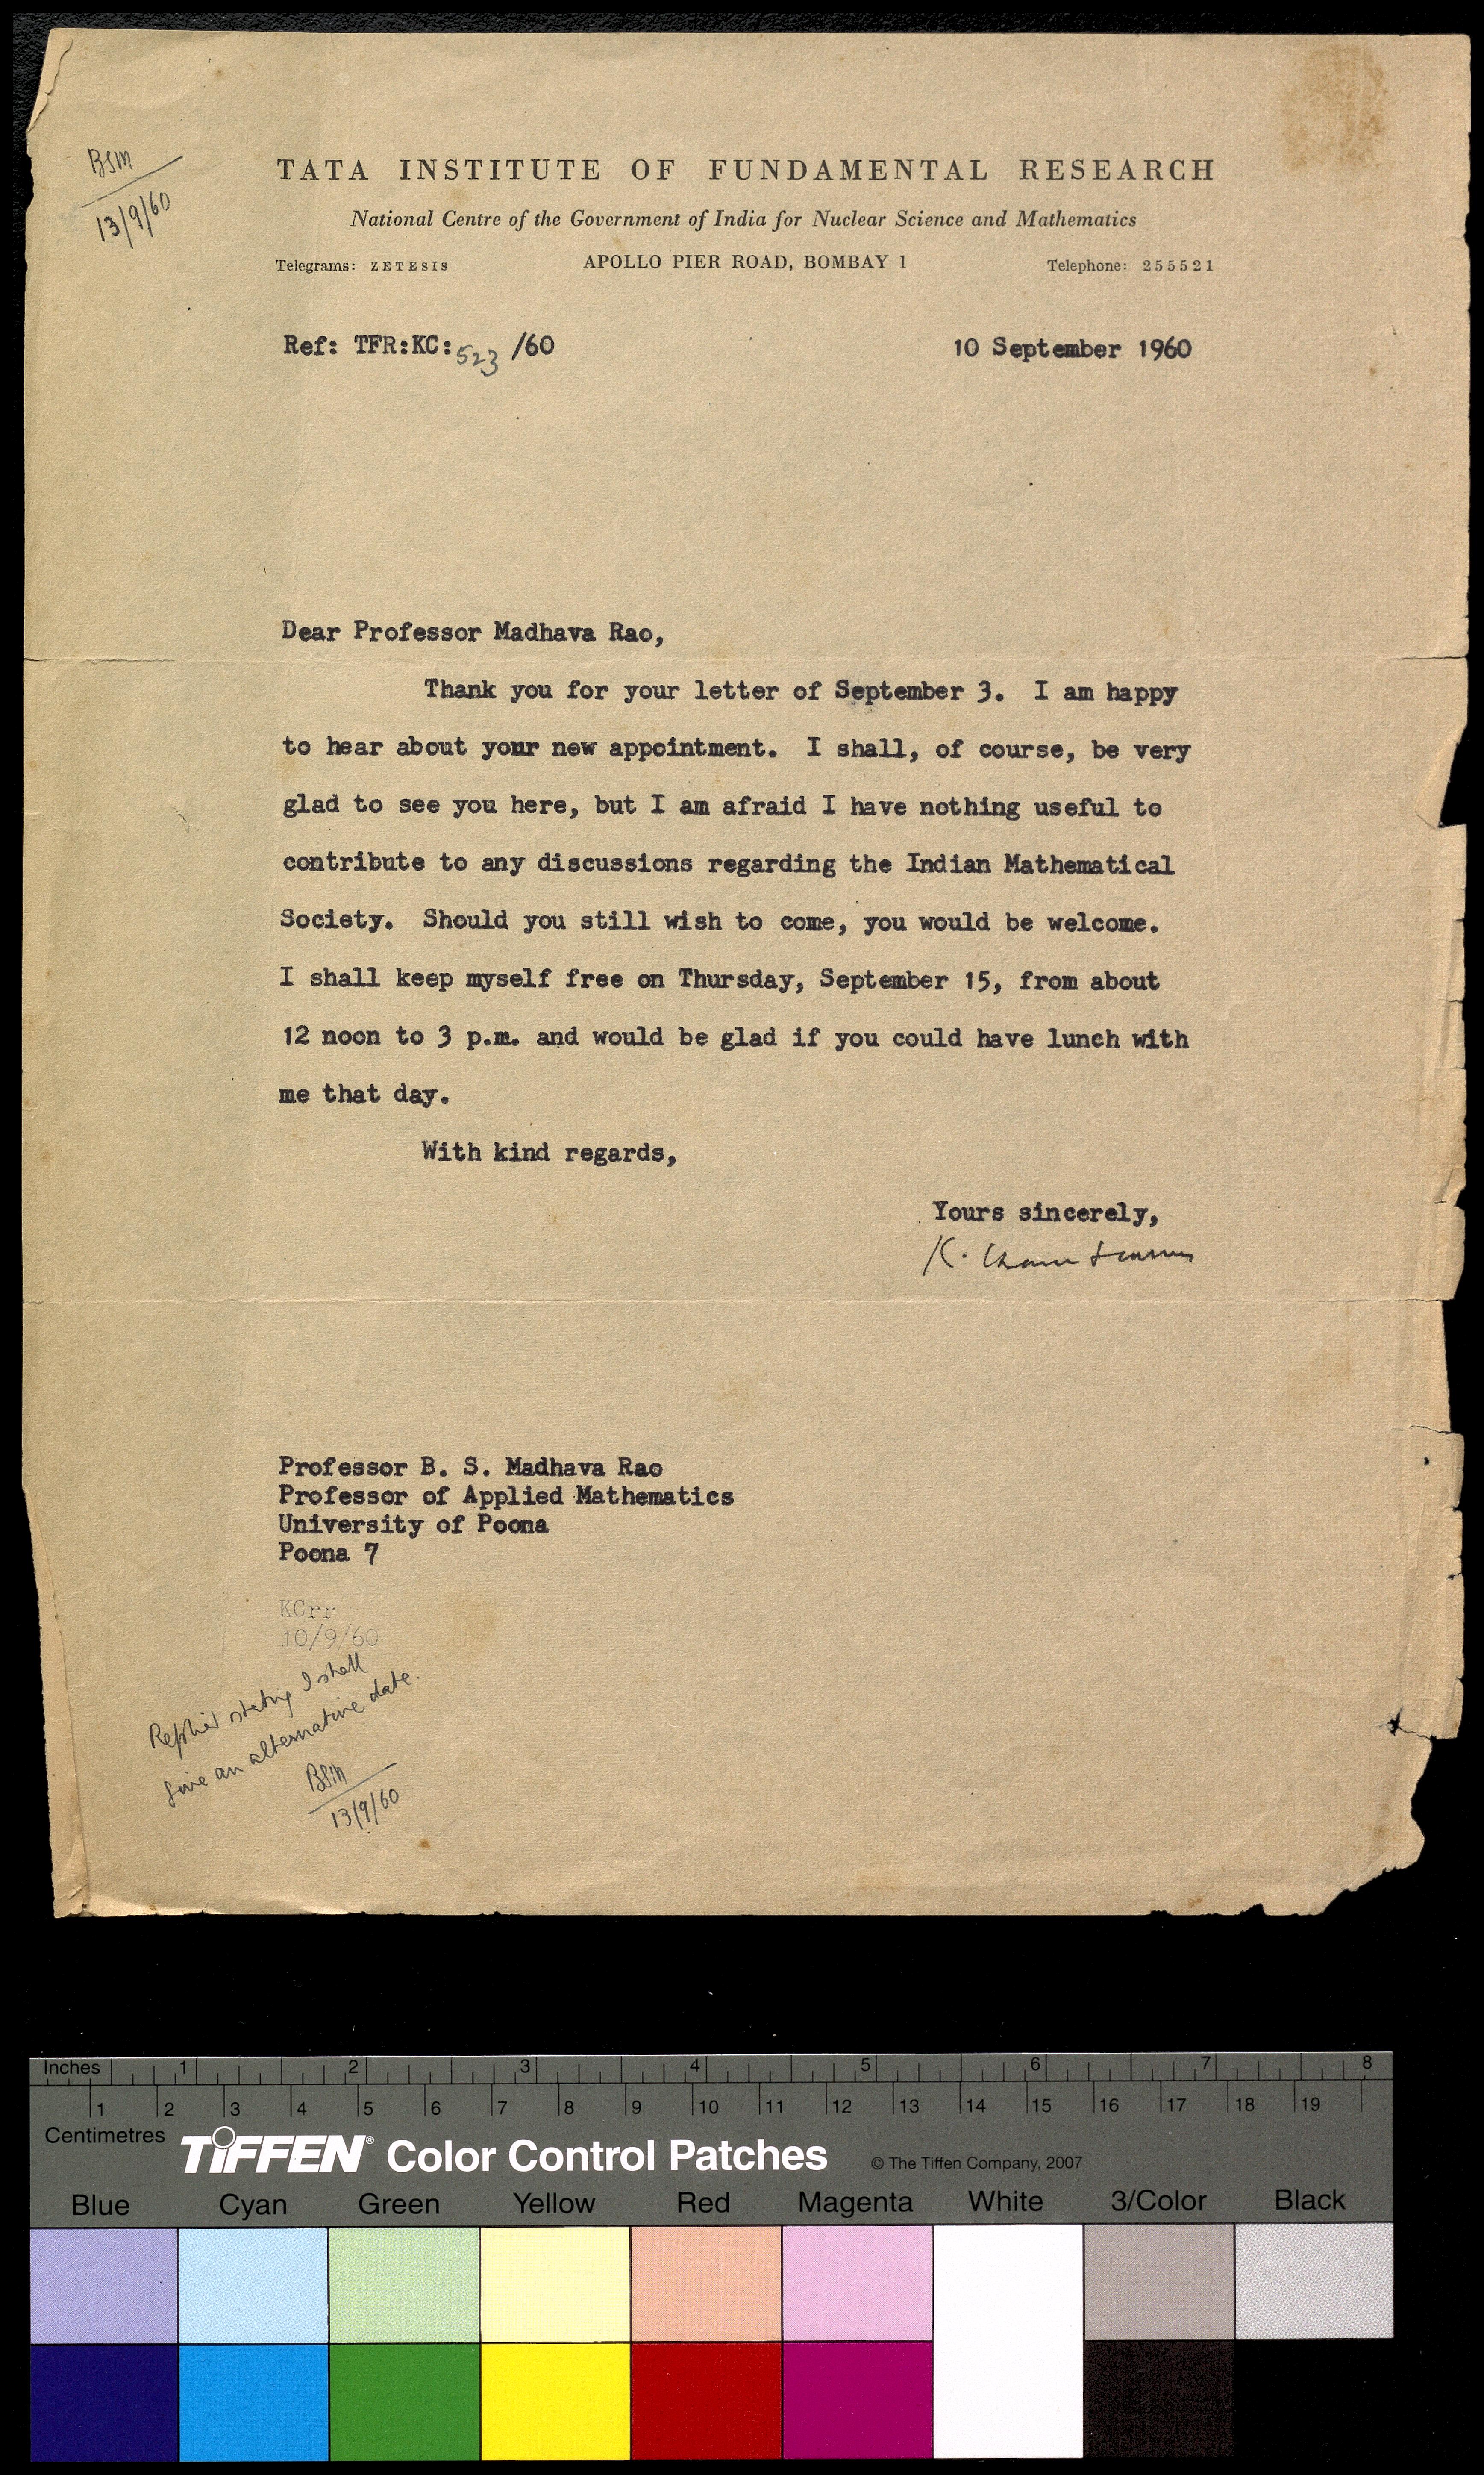 BSM
13/9/60
TATA INSTITUTE OF FUNDAMENTAL RESEARCH
National Centre of the Government of India for Nuclear Science and Mathematics
Telegrams: ZETESIS APOLLO PIER ROAD, BOMBAY 1 Telephone: 255521
Ref: TFR:KC:523 /60 10 September 1960
Dear Professor Madhava Rao,
Thank you for your letter of September 3. I am happy
to hear about your new appointment. I shall, of course, be very
glad to see you here, but I am afraid I have nothing useful to
contribute to any discussions regarding the Indian Mathematical
Society. Should you still wish to come, you would be welcome.
I shall keep myself free on Thursday, September 15, from about
12 noon to 3 p.m. and would be glad if you could have lunch with
me that day.
With kind regards,
Yours sincerely,
K.
Professor B. S. Madhava Rao
Professor of Applied Mathematics
University of Poona
Poona 7
KCrr
10/9/60
Replied stating I shall
give an alternative date.
BSM
13/9/60
Inches 1 2 3 4 5 6 7 8
1 2 3 4 5 6 7 8 9 10 11 12 13 14 15 16 17 18 19
Centimetres
TIFFEN® Color Control Patches © The Tiffen Company, 2007
Blue Cyan Green Yellow Red Magenta White 3/Color Black